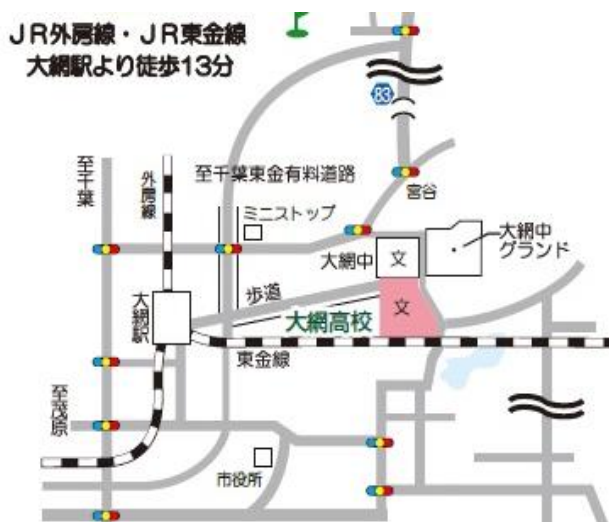 JR外房線・JR東金線
大網駅より徒歩13分
83
至千葉
外房線
至千葉東金有料道路
宮谷
ミニストップ
大網中
文
大網中
グランド
歩道
大網駅
大網高校
文
東金線
至茂原
市役所